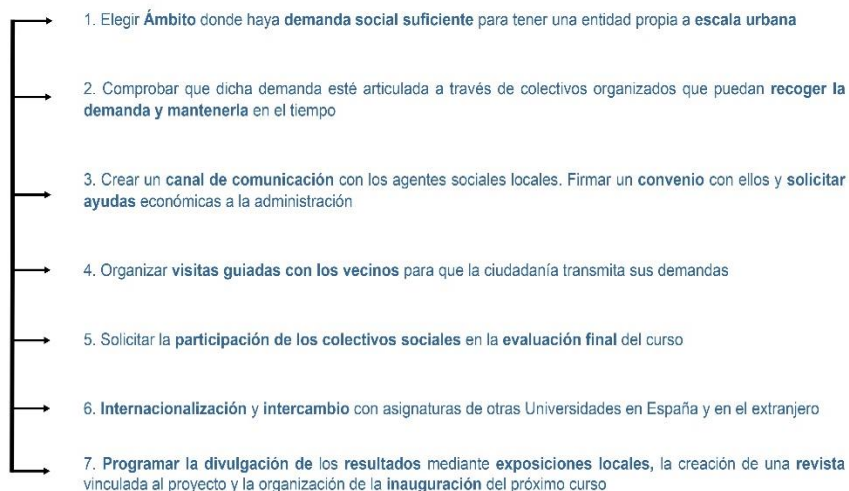 1. Elegir Ámbito donde haya demanda social suficiente para tener una entidad propia a escala urbana
2. Comprobar que dicha demanda esté articulada a través de colectivos organizados que puedan recoger la
demanda y mantenerla en el tiempo
3. Crear un canal de comunicación con los agentes sociales locales. Firmar un convenio con ellos y solicitar
ayudas económicas a la administración
4. Organizar visitas guiadas con los vecinos para que la ciudadanía transmita sus demandas
5. Solicitar la participación de los colectivos sociales en la evaluación final del curso
6. Internacionalización y intercambio con asignaturas de otras Universidades en España y en el extranjero
7. Programar la divulgación de los resultados mediante exposiciones locales, la creación de una revista
vinculada al proyecto y la organización de la inauguración del próximo curso